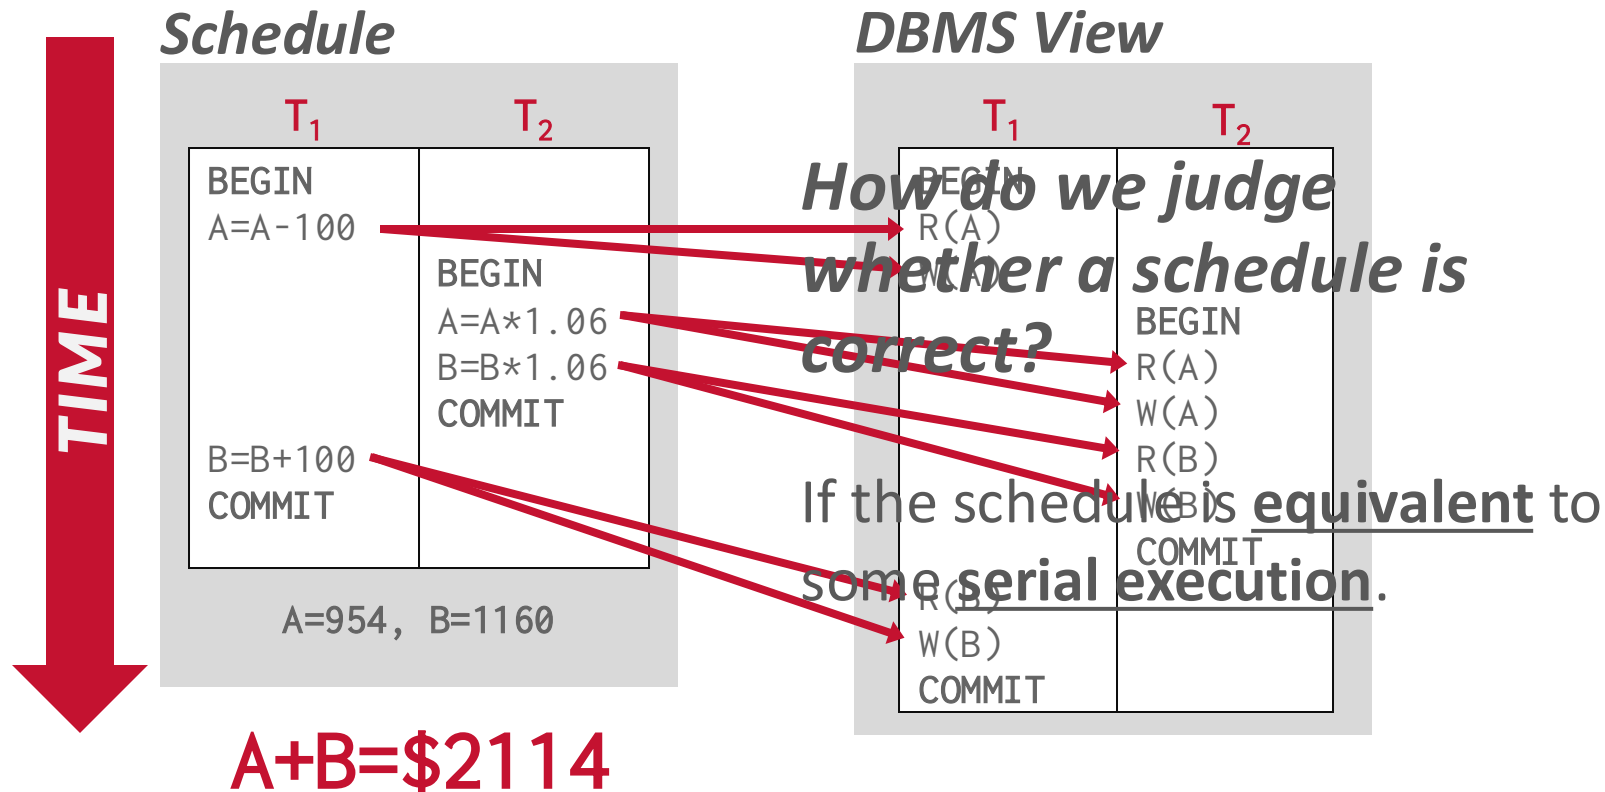 Schedule
DBMS View
TIME
T1 T2
BEGIN
A=A-100
BEGIN
A=A*1.06
B=B*1.06
COMMIT
B=B+100
COMMIT
A=954, B=1160
A+B=$2114
T1 T2
BEGIN
R(A)
W(A)
BEGIN
R(A)
W(A)
R(B)
W(B)
COMMIT
R(B)
W(B)
COMMIT
How do we judge
whether a schedule is
correct?
If the schedule is equivalent to
some serial execution.